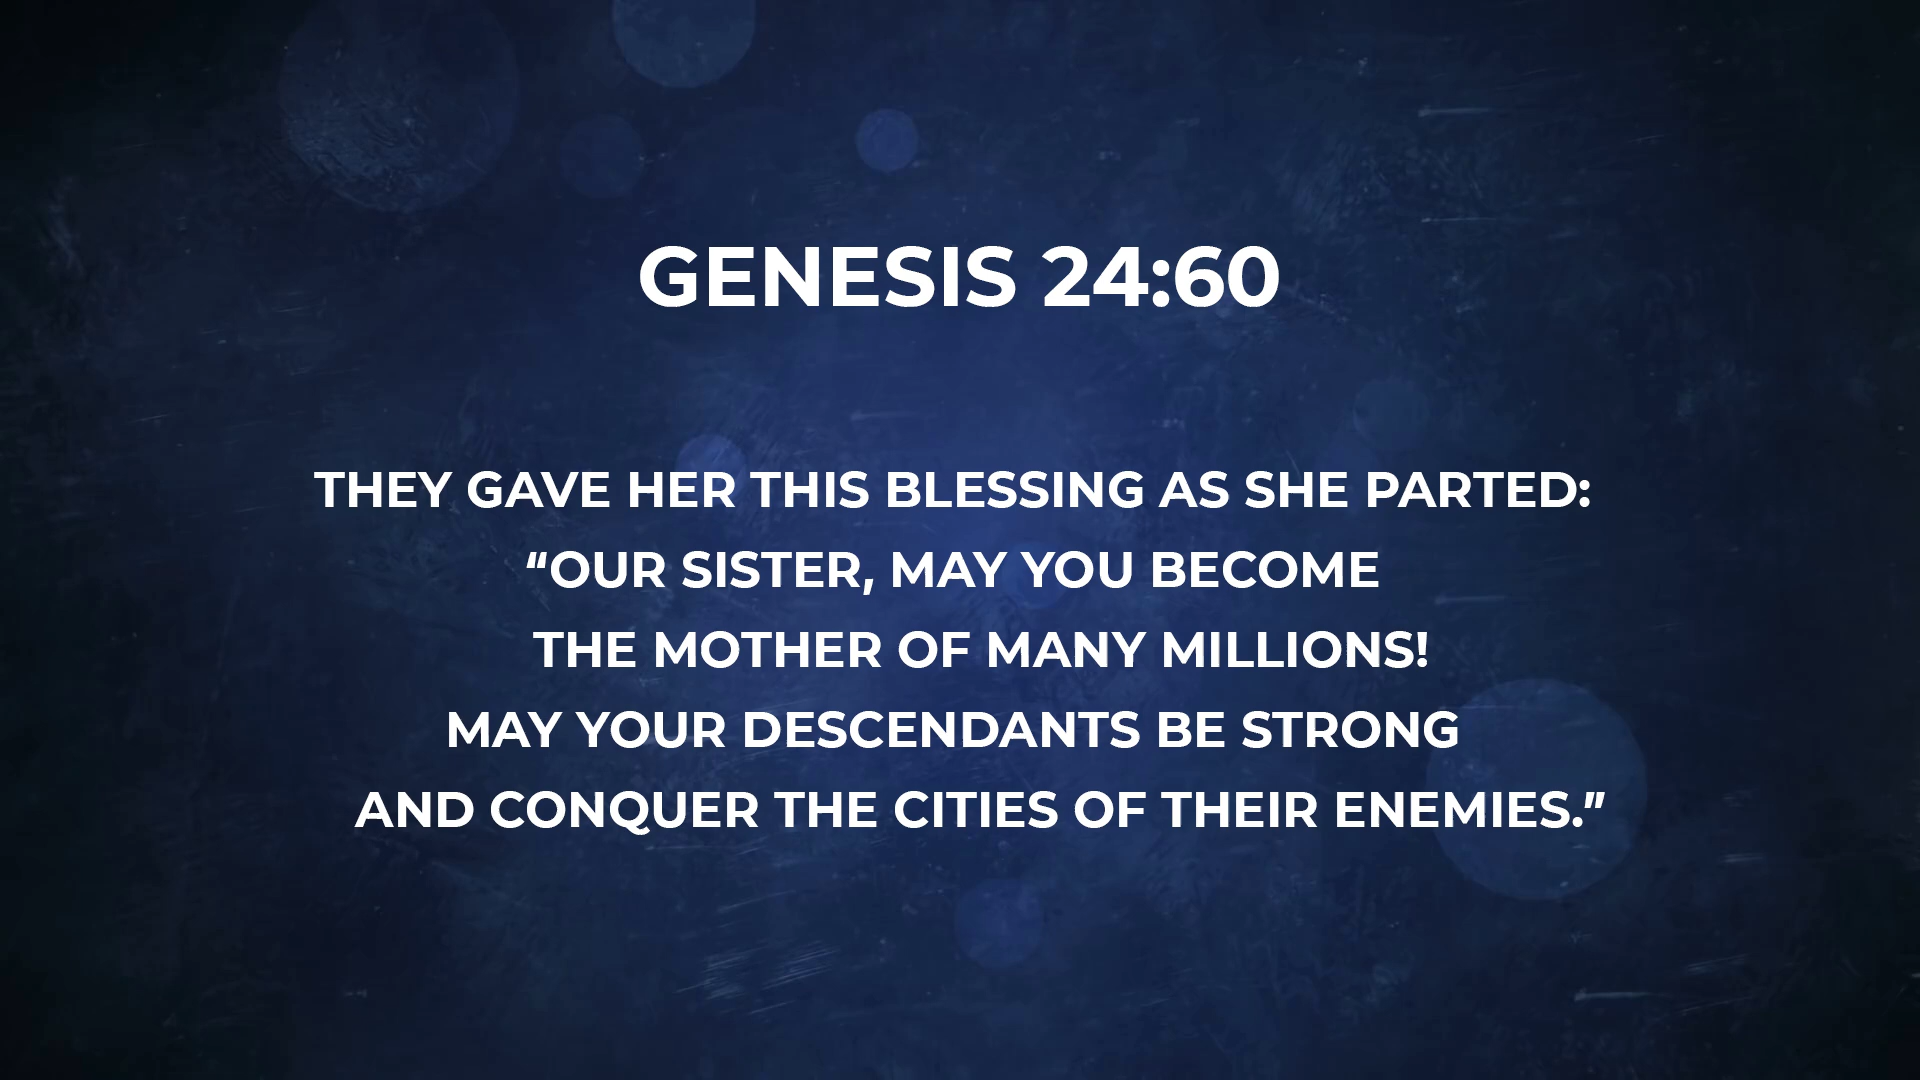 GENESIS 24:60
THEY GAVE HER THIS BLESSING AS SHE PARTED:
“OUR SISTER, MAY YOU BECOME
THE MOTHER OF MANY MILLIONS!
MAY YOUR DESCENDANTS BE STRONG
AND CONQUER THE CITIES OF THEIR ENEMIES.”